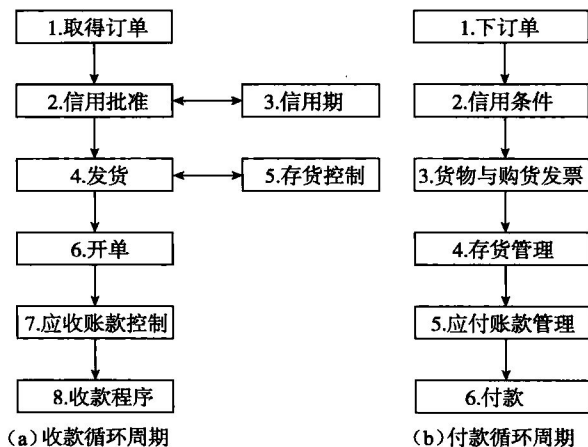 1.取得订单
2.信用批准
3.信用期
4.发货
5.存货控制
6.开单
7.应收账款控制
8.收款程序
(a)收款循环周期
1.下订单
2.信用条件
3.货物与购货发票
4.存货管理
5.应付账款管理
6.付款
(b)付款循环周期